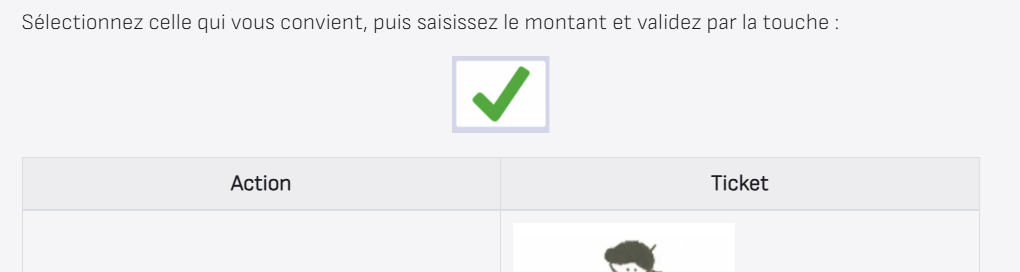 Sélectionnez celle qui vous convient, puis saisissez le montant et validez par la touche :
Action
Ticket